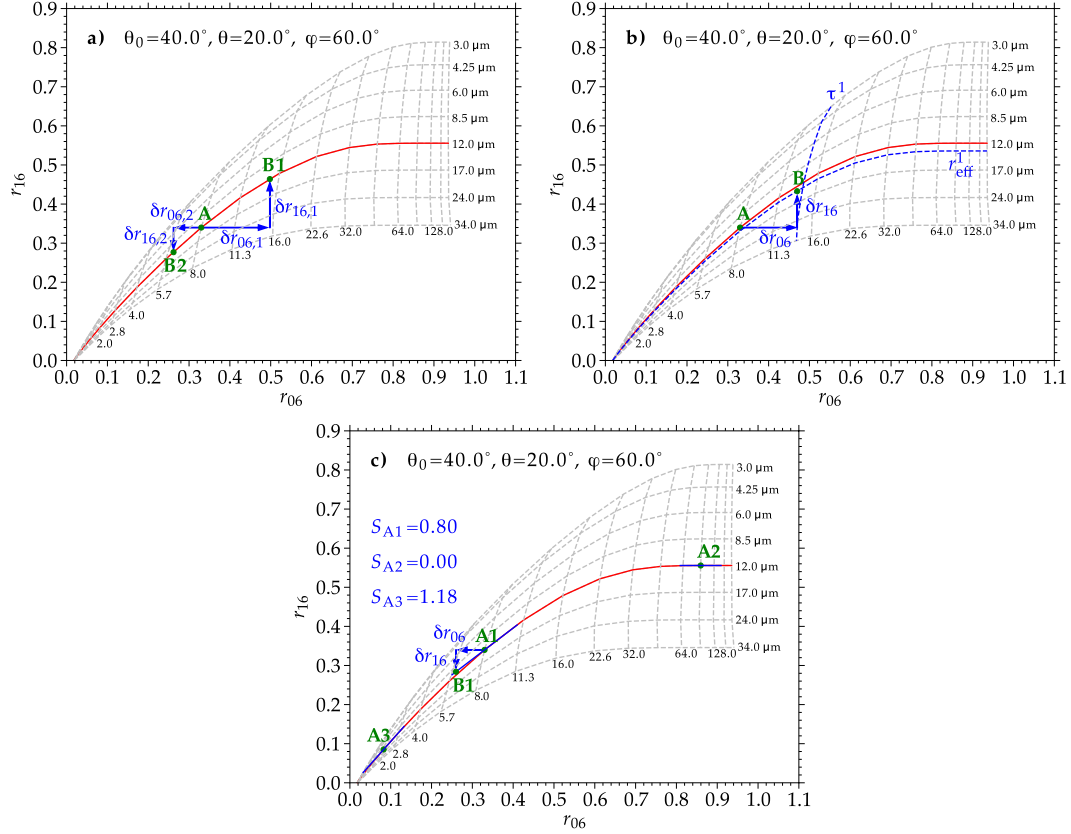 a) θ0=40.0°, θ=20.0°, φ=60.0°
0.9
0.8
0.7
0.6
0.5
0.4
0.3
0.2
0.1
0.0
r16
3.0 µm
4.25 µm
6.0 µm
8.5 µm
12.0 µm
17.0 µm
24.0 µm
34.0 µm
B1
A
B2
δr06,2
δr16,2
δr06,1
δr16,1
2.0
2.8
4.0
5.7
8.0
11.3
16.0
22.6
32.0
64.0
128.0
0.0 0.1 0.2 0.3 0.4 0.5 0.6 0.7 0.8 0.9 1.0 1.1
r06
b) θ0=40.0°, θ=20.0°, φ=60.0°
0.9
0.8
0.7
0.6
0.5
0.4
0.3
0.2
0.1
0.0
r16
3.0 µm
4.25 µm
6.0 µm
8.5 µm
12.0 µm
17.0 µm
24.0 µm
34.0 µm
τ1
r1eff
B
A
δr16
δr06
2.0
2.8
4.0
5.7
8.0
11.3
16.0
22.6
32.0
64.0
128.0
0.0 0.1 0.2 0.3 0.4 0.5 0.6 0.7 0.8 0.9 1.0 1.1
r06
c) θ0=40.0°, θ=20.0°, φ=60.0°
0.9
0.8
0.7
0.6
0.5
0.4
0.3
0.2
0.1
0.0
r16
SA1=0.80
SA2=0.00
SA3=1.18
3.0 µm
4.25 µm
6.0 µm
8.5 µm
12.0 µm
17.0 µm
24.0 µm
34.0 µm
A2
A1
δr06
δr16
B1
A3
2.0
2.8
4.0
5.7
8.0
11.3
16.0
22.6
32.0
64.0
128.0
0.0 0.1 0.2 0.3 0.4 0.5 0.6 0.7 0.8 0.9 1.0 1.1
r06